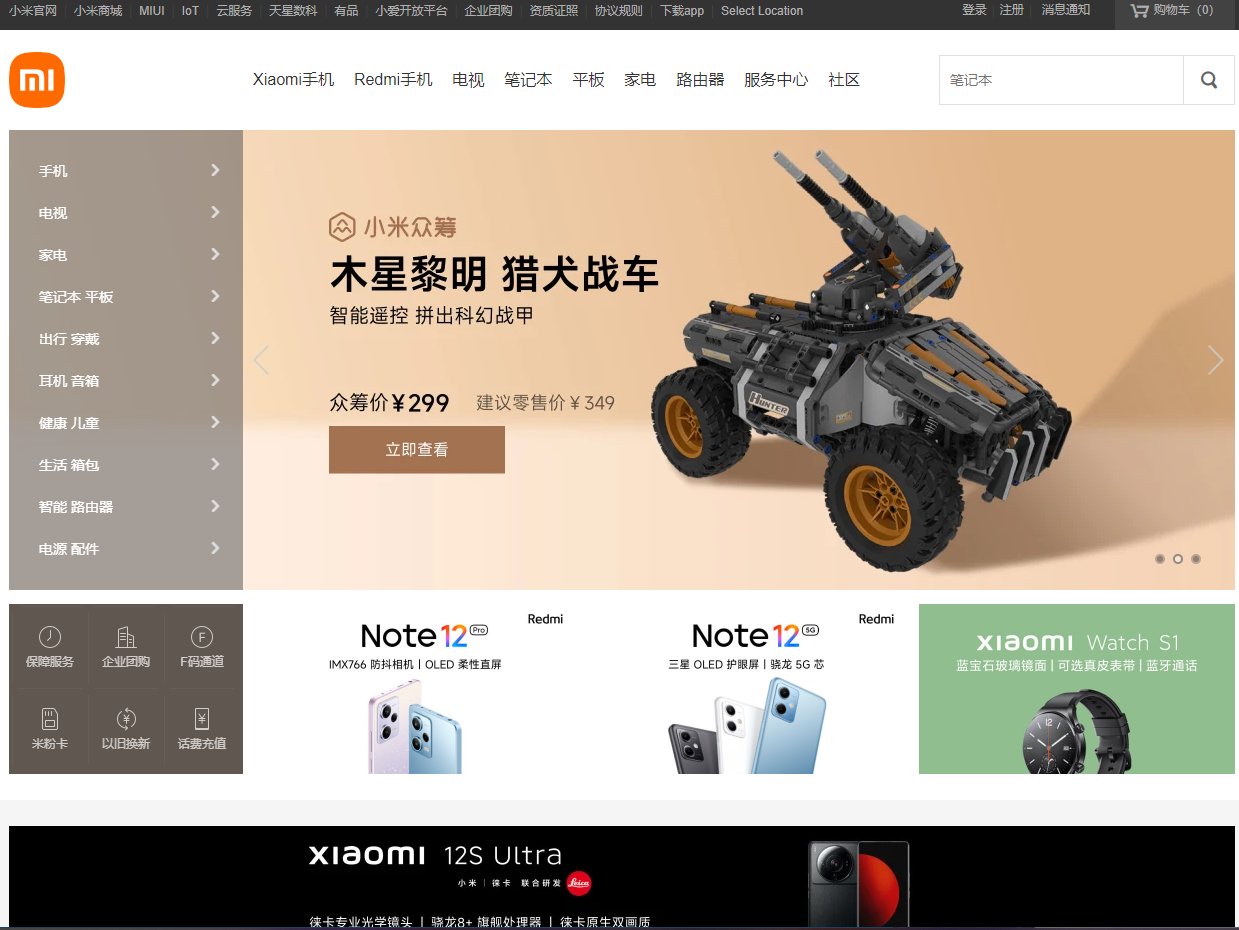 小米官网 小米商城 MIUI IoT 云服务 天星数科 有品 小爱开放平台 企业团购 资质证照 协议规则 下载app Select Location 登录 注册 消息通知 购物车（0）
mi
Xiaomi手机 Redmi手机 电视 笔记本 平板 家电 路由器 服务中心 社区
笔记本
手机
电视
家电
笔记本 平板
出行 穿戴
耳机 音箱
健康 儿童
生活 箱包
智能 路由器
电源 配件
小米众筹
木星黎明 猎犬战车
智能遥控 拼出科幻战甲
众筹价¥299 建议零售价¥349
立即查看
HUNTER
保障服务 企业团购 F码通道
米粉卡 以旧换新 话费充值
Redmi
Note 12 Pro
IMX766 防抖相机丨OLED 柔性直屏
Redmi
Note 12 5G
三星 OLED 护眼屏丨骁龙 5G 芯
xiaomi Watch S1
蓝宝石玻璃镜面 | 可选真皮表带 | 蓝牙通话
xiaomi 12S Ultra
小米 | 徕卡 联合研发 Leica
徕卡专业光学镜头 丨 骁龙8+ 旗舰处理器 丨 徕卡原生双画质